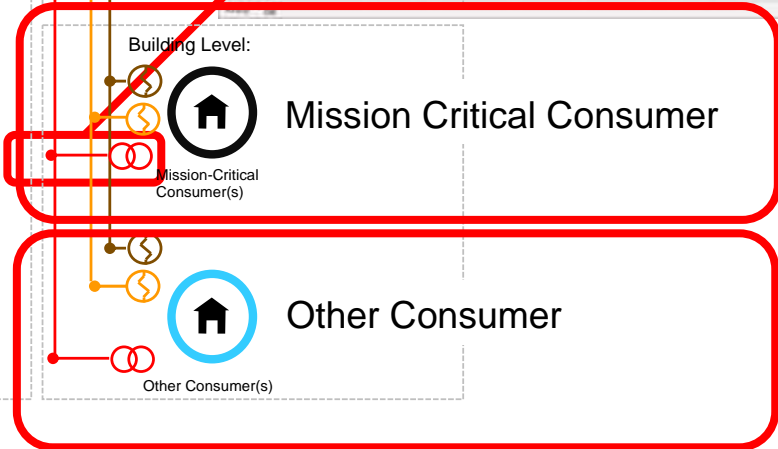 Building Level:
Mission Critical Consumer
Mission-Critical
Consumer(s)
Other Consumer
Other Consumer(s)